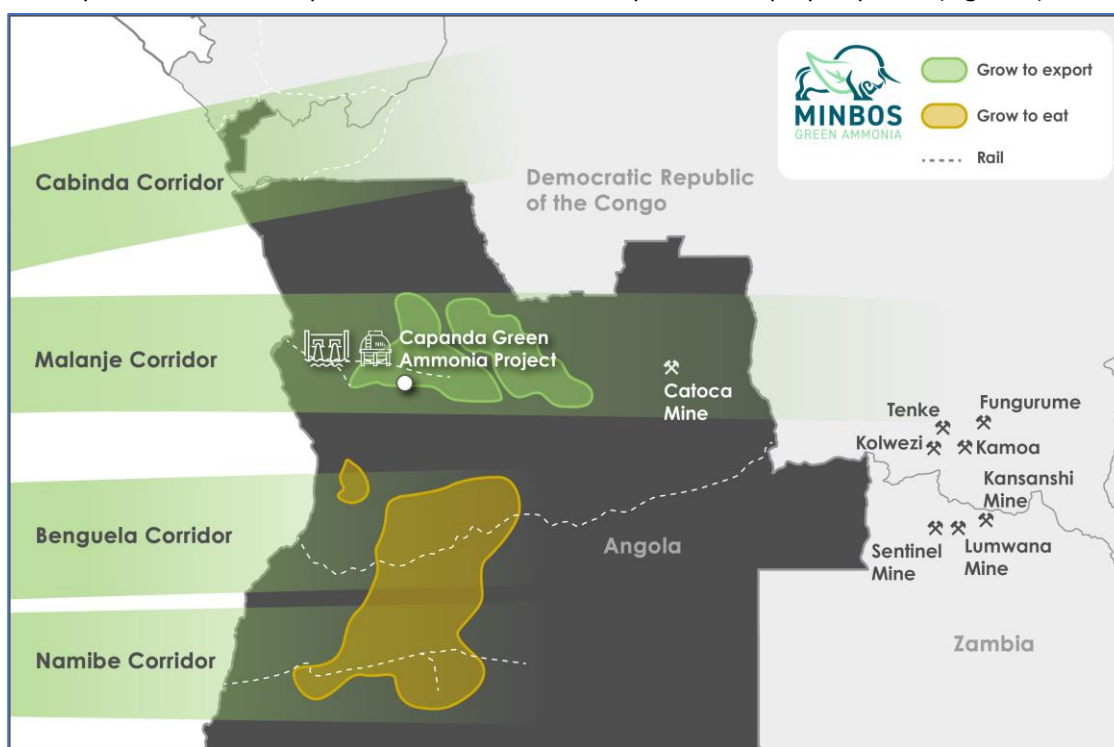 MINBOS
GREEN AMMONIA
Grow to export
Grow to eat
Rail
Cabinda Corridor
Democratic Republic
of the Congo
Malanje Corridor
NH₃
Capanda Green
Ammonia Project
Catoca
Mine
Tenke
Fungurume
Kolwezi
Kamoa
Kansanshi
Mine
Benguela Corridor
Angola
Sentinel
Mine
Lumwana
Mine
Namibe Corridor
Zambia